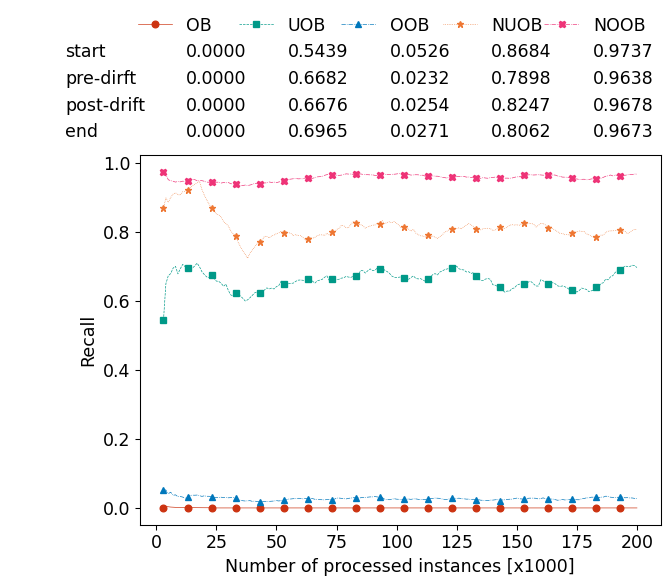 OB UOB OOB NUOB NOOB
start 0.0000 0.5439 0.0526 0.8684 0.9737
pre-dirft 0.0000 0.6682 0.0232 0.7898 0.9638
post-drift 0.0000 0.6676 0.0254 0.8247 0.9678
end 0.0000 0.6965 0.0271 0.8062 0.9673
1.0
0.8
0.6
0.4
0.2
0.0
Recall
0 25 50 75 100 125 150 175 200
Number of processed instances [x1000]